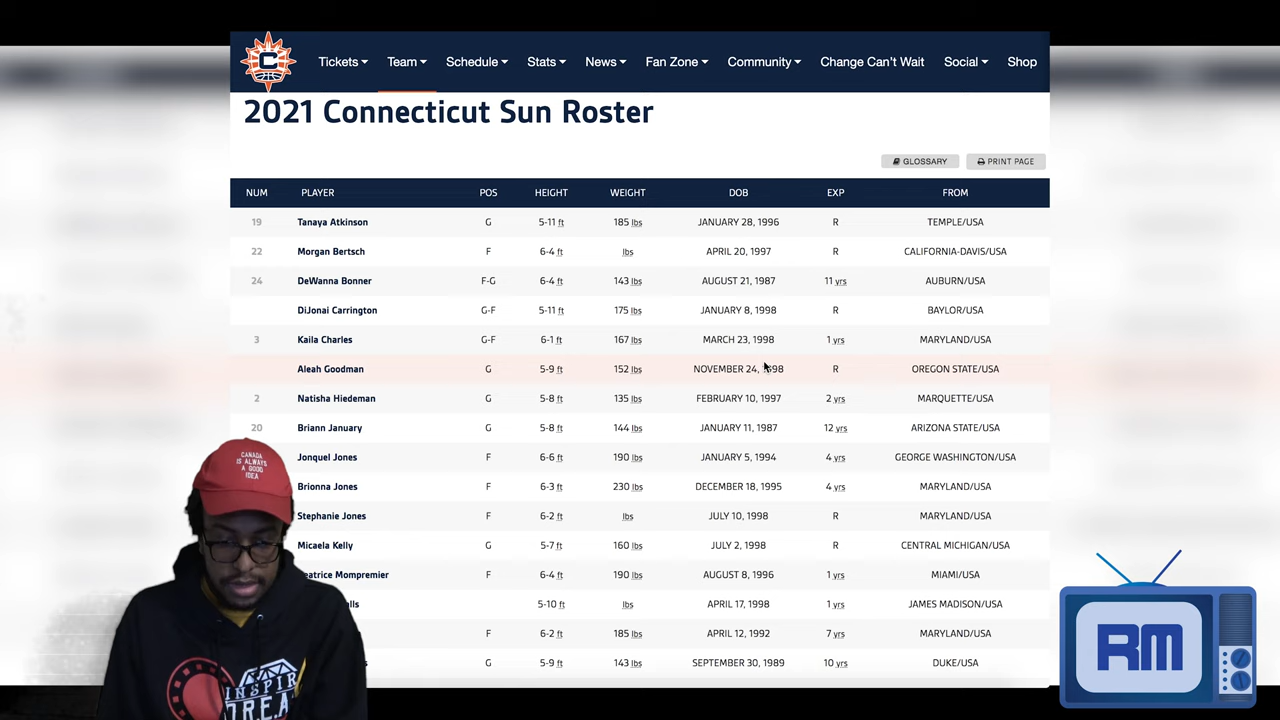 C
Tickets Team Schedule Stats News Fan Zone Community Change Can't Wait Social Shop
2021 Connecticut Sun Roster
GLOSSARY PRINT PAGE
NUM PLAYER POS HEIGHT WEIGHT DOB EXP FROM
19 Tanaya Atkinson G 5-11 ft 185 lbs JANUARY 28, 1996 R TEMPLE/USA
22 Morgan Bertsch F 6-4 ft lbs APRIL 20, 1997 R CALIFORNIA-DAVIS/USA
24 DeWanna Bonner F-G 6-4 ft 143 lbs AUGUST 21, 1987 11 yrs AUBURN/USA
DiJonai Carrington G-F 5-11 ft 175 lbs JANUARY 8, 1998 R BAYLOR/USA
3 Kaila Charles G-F 6-1 ft 167 lbs MARCH 23, 1998 1 yrs MARYLAND/USA
Aleah Goodman G 5-9 ft 152 lbs NOVEMBER 24, 1998 R OREGON STATE/USA
2 Natisha Hiedeman G 5-8 ft 135 lbs FEBRUARY 10, 1997 2 yrs MARQUETTE/USA
20 Briann January G 5-8 ft 144 lbs JANUARY 11, 1987 12 yrs ARIZONA STATE/USA
Jonquel Jones F 6-6 ft 190 lbs JANUARY 5, 1994 4 yrs GEORGE WASHINGTON/USA
Brionna Jones F 6-3 ft 230 lbs DECEMBER 18, 1995 4 yrs MARYLAND/USA
Stephanie Jones F 6-2 ft lbs JULY 10, 1998 R MARYLAND/USA
Micaela Kelly G 5-7 ft 160 lbs JULY 2, 1998 R CENTRAL MICHIGAN/USA
eatrice Mompremier F 6-4 ft 190 lbs AUGUST 8, 1996 1 yrs MIAMI/USA
lls 5-10 ft lbs APRIL 17, 1998 1 yrs JAMES MADISON/USA
F 6-2 ft 185 lbs APRIL 12, 1992 7 yrs MARYLAND/USA
G 5-9 ft 143 lbs SEPTEMBER 30, 1989 10 yrs DUKE/USA
CANADA
IS ALWAYS
A GOOD
IDEA
INSPIR
D.R.E.A.
RM